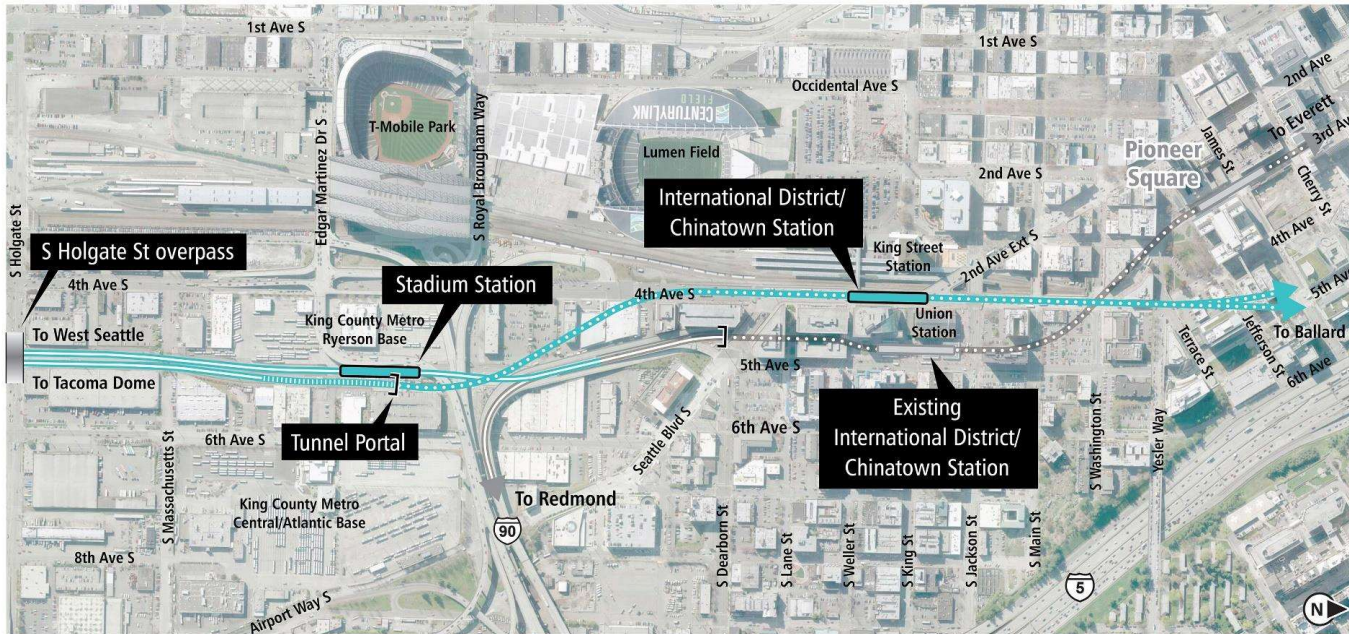 1st Ave S
1st Ave S
2nd Ave
Occidental Ave S
CENTURYLINK
FIELD
T-Mobile Park
Lumen Field
Edgar Martinez Dr S
S Royal Brougham Way
To Everett
3rd Av
James St
Cherry St
Pioneer
Square
2nd Ave S
International District/
Chinatown Station
King Street
Station
2nd Ave Ext S
4th Ave S
S Holgate St
S Holgate St overpass
4th Ave S
Stadium Station
4th Ave S
5th Ave
To West Seattle
King County Metro
Ryerson Base
Union
Station
To Ballard
To Tacoma Dome
5th Ave S
Terrace St
Jefferson St
6th Ave
Existing
International District/
Chinatown Station
6th Ave S
Tunnel Portal
Seattle Blvd S
6th Ave S
S Massachusetts St
S Washington St
Yesler Way
To Redmond
King County Metro
Central/Atlantic Base
90
8th Ave S
S Dearborn St
S Lane St
S Weller St
S King St
S Jackson St
S Main St
5
Airport Way S
N